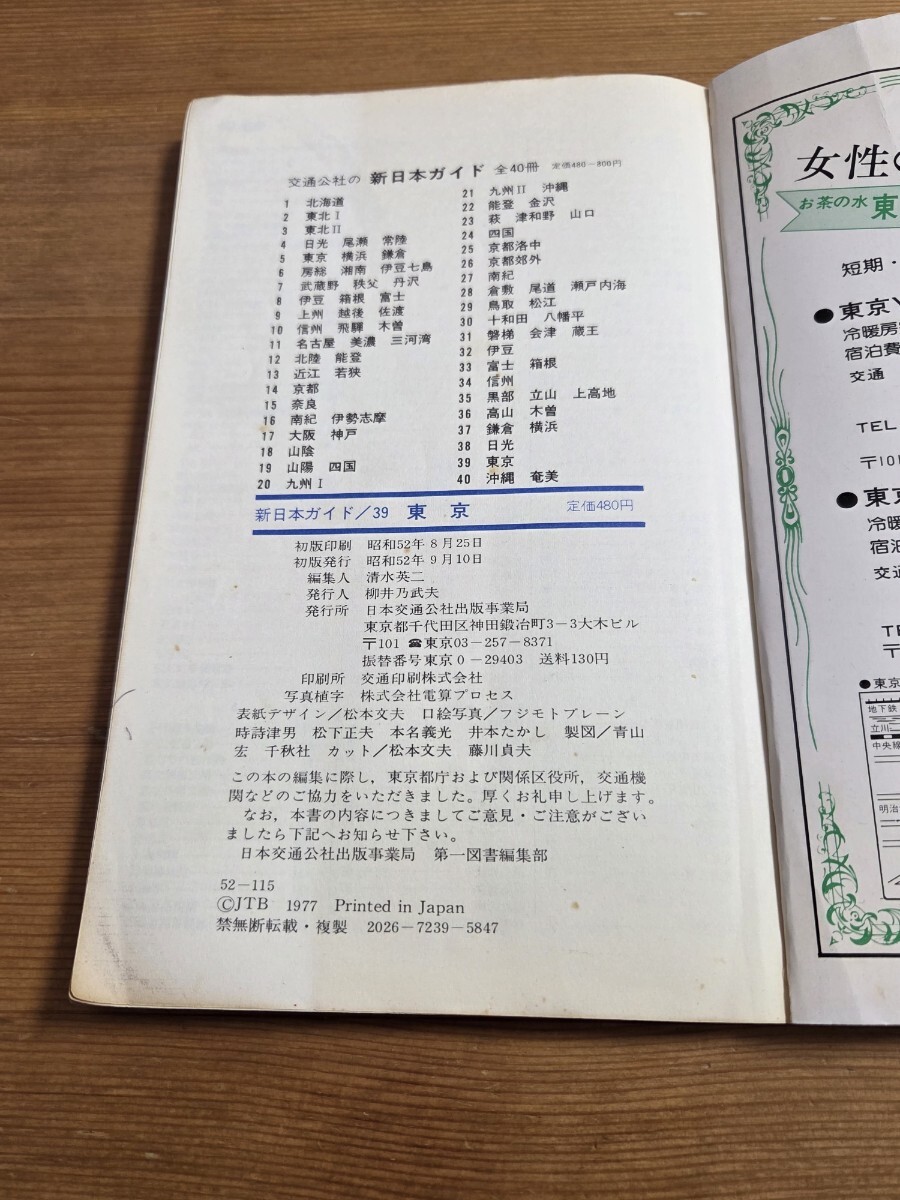 交通公社の 新日本ガイド 全40冊 定価480－800円
1 北海道
2 東北Ⅰ
3 東北Ⅱ
4 日光 尾瀬 常陸
5 東京 横浜 鎌倉
6 房総 湘南 伊豆七島
7 武蔵野 秩父 丹沢
8 伊豆 箱根 富士
9 上州 越後 佐渡
10 信州 飛騨 木曽
11 名古屋 美濃 三河湾
12 北陸 能登
13 近江 若狭
14 京都
15 奈良
16 南紀 伊勢志摩
17 大阪 神戸
18 山陰
19 山陽 四国
20 九州Ⅰ
21 九州Ⅱ 沖縄
22 能登 金沢
23 萩 津和野 山口
24 四国
25 京都洛中
26 京都郊外
27 南紀
28 倉敷 尾道 瀬戸内海
29 鳥取 松江
30 十和田 八幡平
31 磐梯 会津 蔵王
32 伊豆
33 富士 箱根
34 信州
35 黒部 立山 上高地
36 高山 木曽
37 鎌倉 横浜
38 日光
39 東京
40 沖縄 奄美
新日本ガイド／39 東京 定価480円
初版印刷 昭和52年8月25日
初版発行 昭和52年9月10日
編集人 清水英二
発行人 柳井乃武夫
発行所 日本交通公社出版事業局
東京都千代田区神田鍛冶町3－3大木ビル
〒101 ☎東京03－257－8371
振替番号東京0－29403 送料130円
印刷所 交通印刷株式会社
写真植字 株式会社電算プロセス
表紙デザイン／松本文夫 口絵写真／フジモトプレーン
時詩津男 松下正夫 本名義光 井本たかし 製図／青山
宏 千秋社 カット／松本文夫 藤川貞夫
この本の編集に際し，東京都庁および関係区役所，交通機
関などのご協力をいただきました。厚くお礼申し上げます。
なお，本書の内容につきましてご意見・ご注意がござい
ましたら下記へお知らせ下さい。
日本交通公社出版事業局 第一図書編集部
52－115
©JTB 1977 Printed in Japan
禁無断転載・複製 2026－7239－5847
女性の
お茶の水 東
短期・
●東京Y
冷暖房
宿泊費
交通
TEL
〒101
●東京
冷暖
宿泊
交通
TE
〒
●東京
地下鉄
立川
中央線
明治